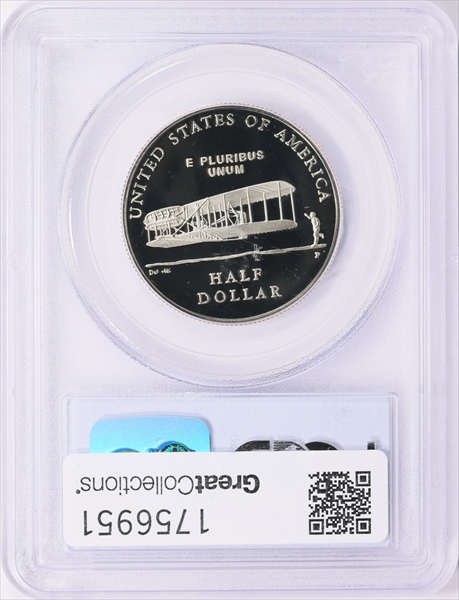 UNITED STATES OF AMERICA
E PLURIBUS
UNUM
HALF
DOLLAR
P
GreatCollections®
1756951